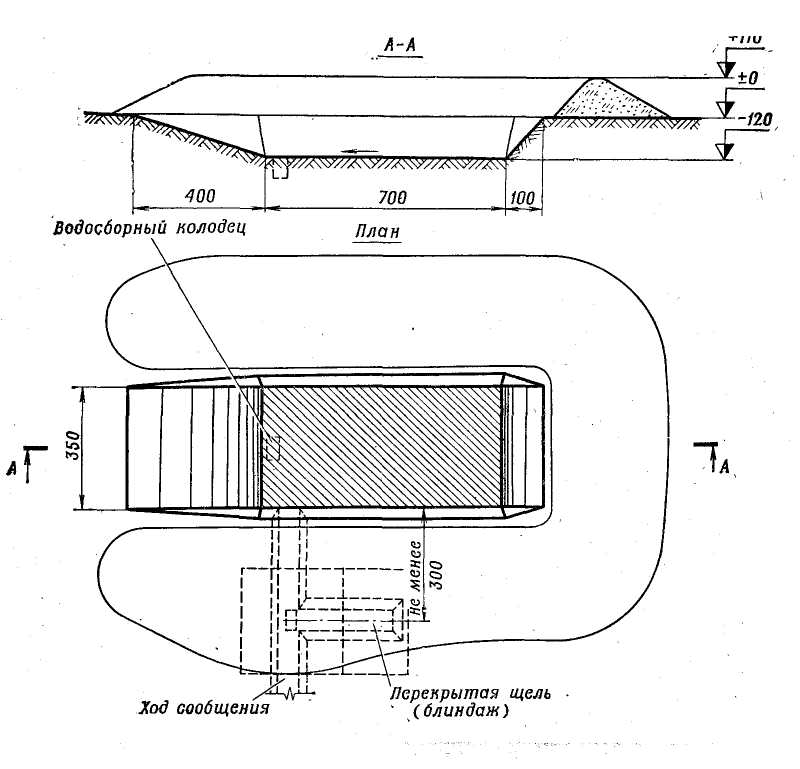 А-А
+110
±0
-120
400
700
100
Водосборный колодец
План
350
А
А
Не менее
300
Ход сообщения
Перекрытая щель
(блиндаж)